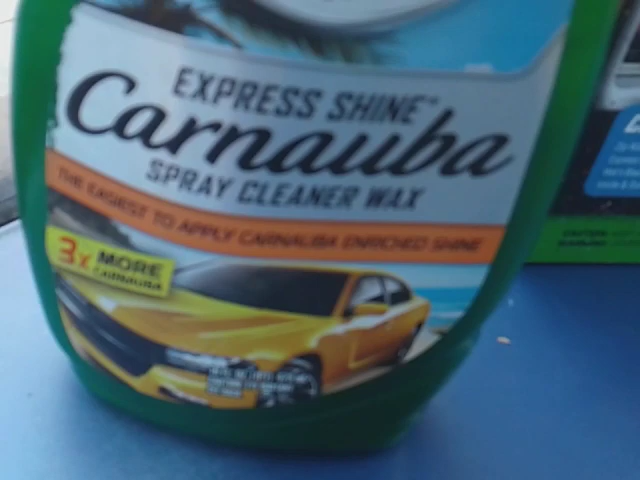 EXPRESS SHINE
Carnauba
SPRAY CLEANER WAX
THE EASIEST TO APPLY CARNAUBA ENRICHED SHINE
3x MORE
CARNAUBA